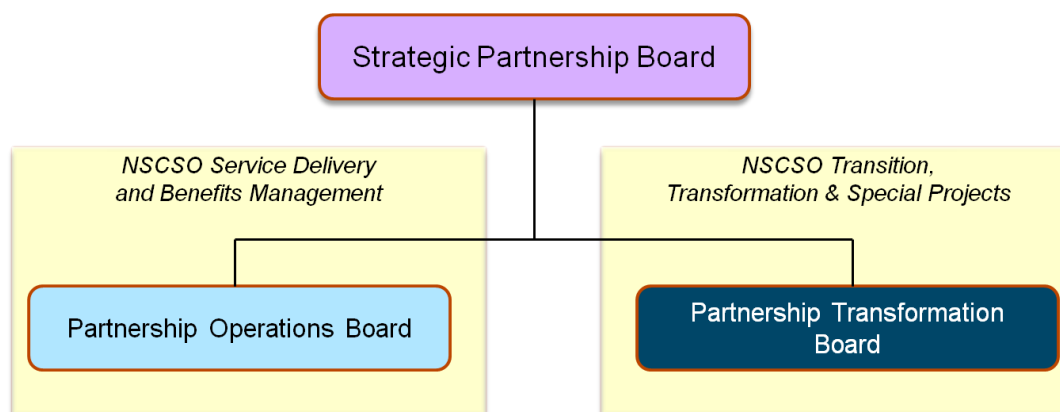 Strategic Partnership Board
NSCSO Service Delivery
and Benefits Management
NSCSO Transition,
Transformation & Special Projects
Partnership Operations Board
Partnership Transformation
Board